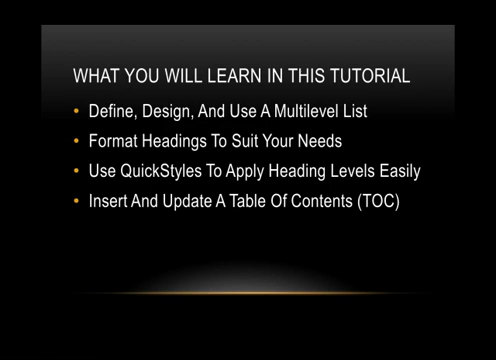 WHAT YOU WILL LEARN IN THIS TUTORIAL
• Define, Design, And Use A Multilevel List
• Format Headings To Suit Your Needs
• Use QuickStyles To Apply Heading Levels Easily
• Insert And Update A Table Of Contents (TOC)